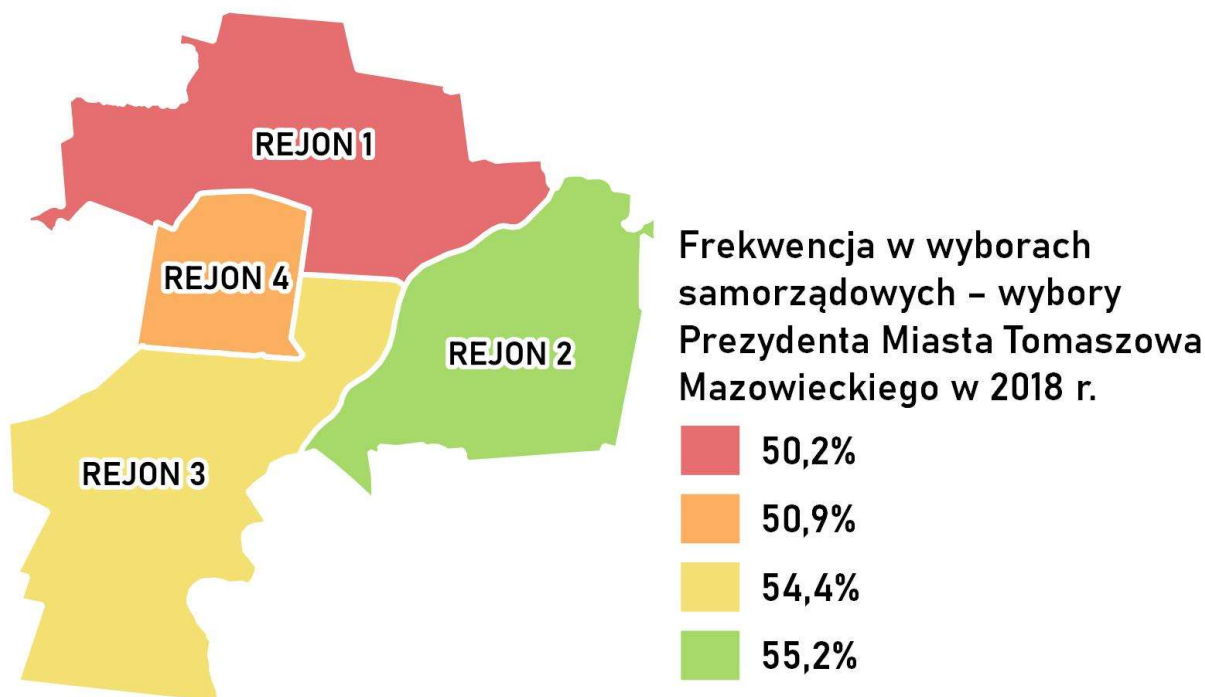 REJON 1
REJON 4
REJON 2
REJON 3
Frekwencja w wyborach
samorządowych – wybory
Prezydenta Miasta Tomaszowa
Mazowieckiego w 2018 r.
50,2%
50,9%
54,4%
55,2%